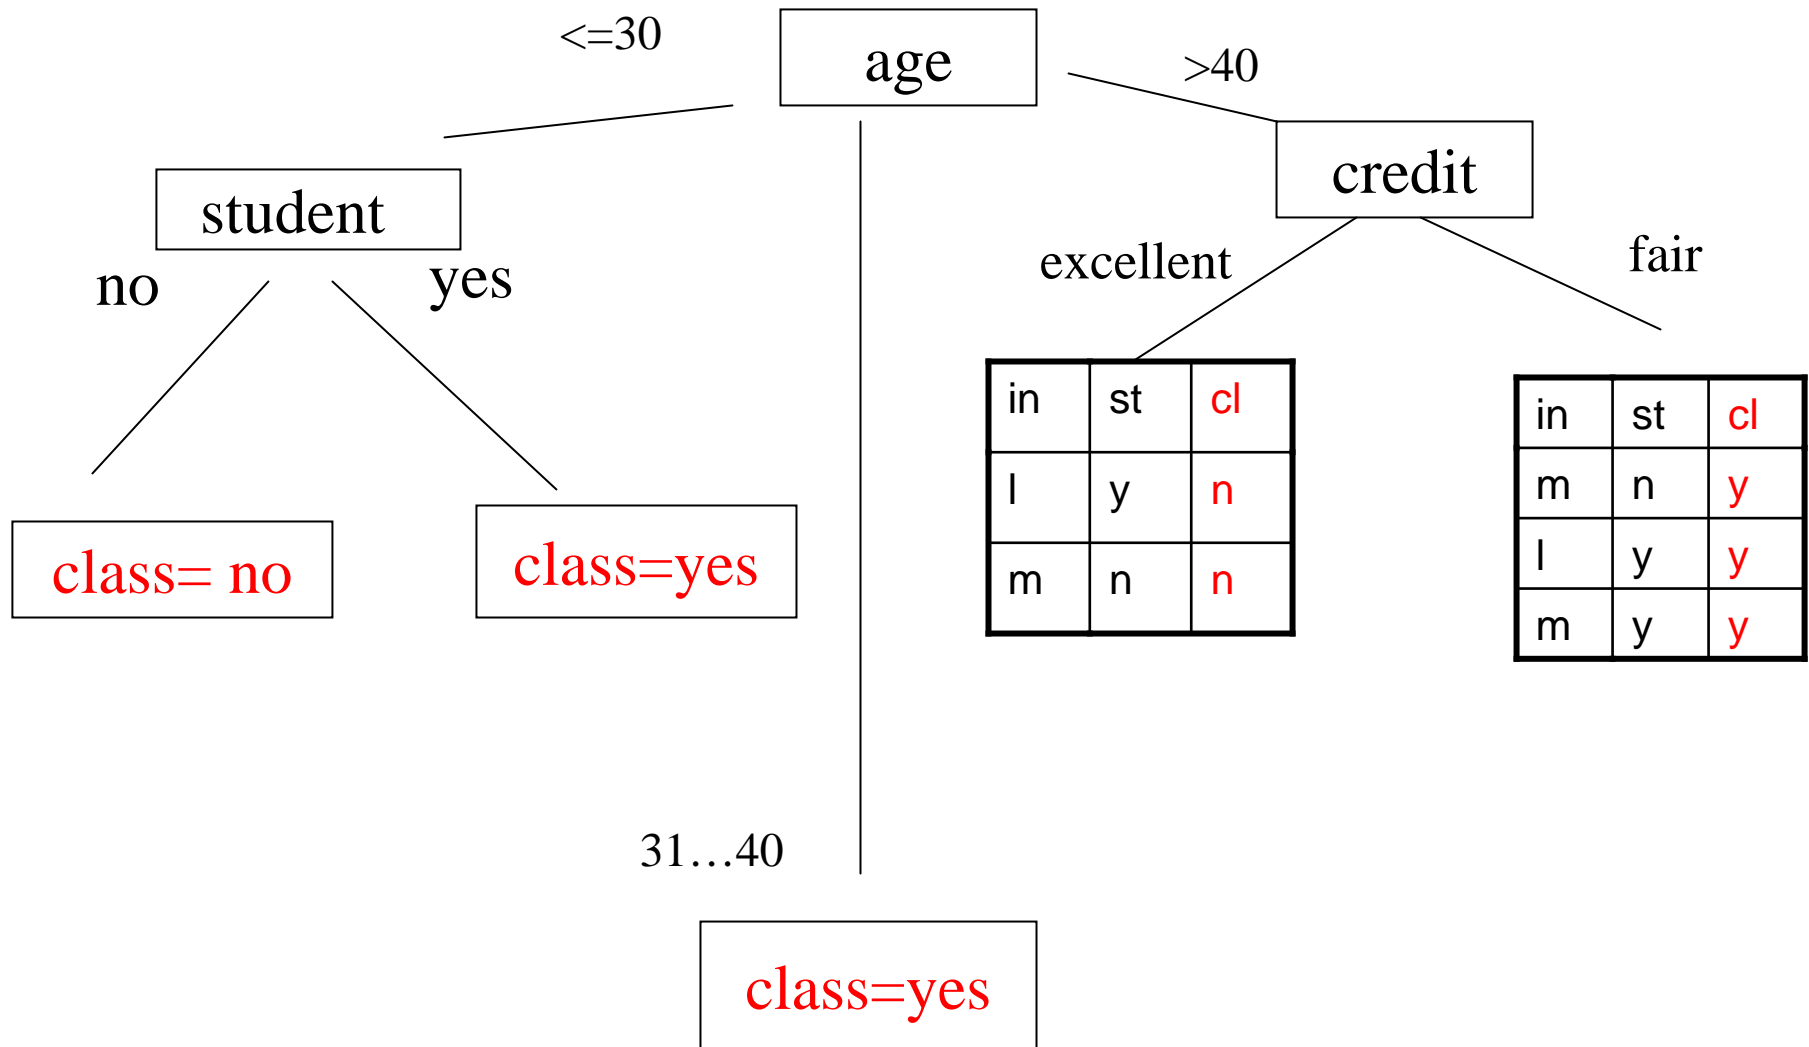 <=30
age
>40
student
credit
no
yes
excellent
fair
in st cl
l y n
m n n
in st cl
m n y
l y y
m y y
class= no
class=yes
31…40
class=yes